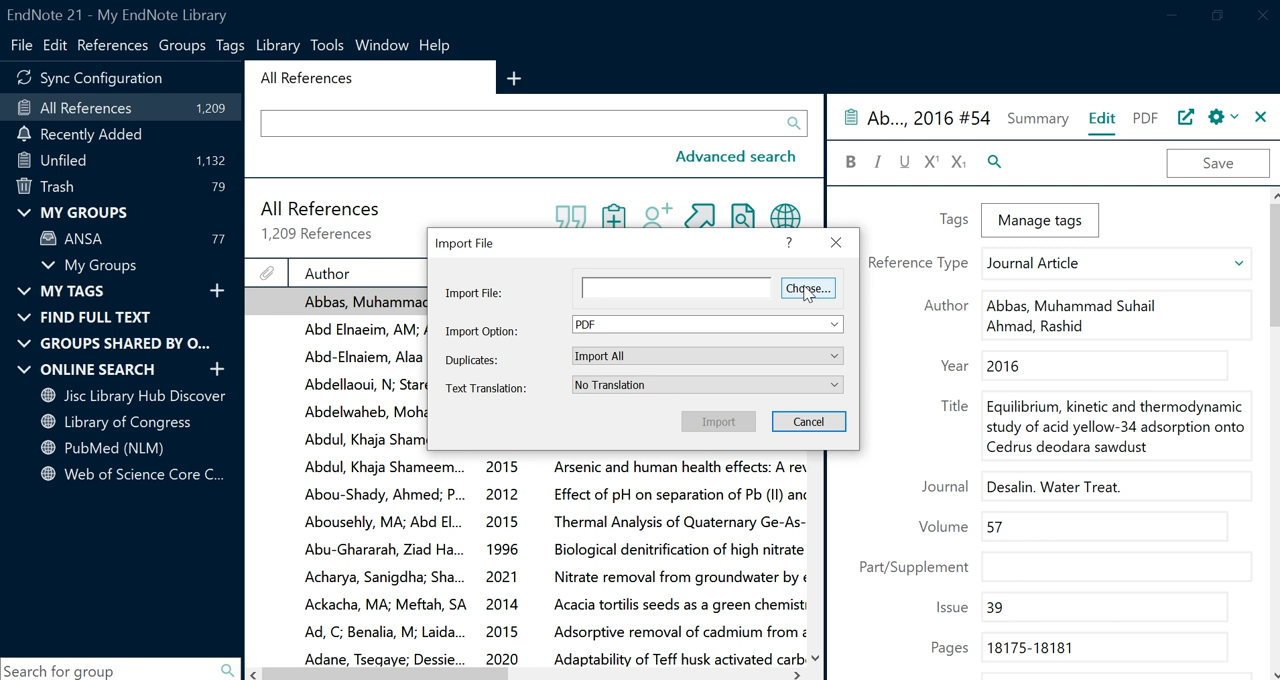 EndNote 21 - My EndNote Library
File Edit References Groups Tags Library Tools Window Help
Sync Configuration
All References 1,209
Recently Added
Unfiled 1,132
Trash 79
MY GROUPS
ANSA 77
My Groups
MY TAGS +
FIND FULL TEXT
GROUPS SHARED BY O...
ONLINE SEARCH +
Jisc Library Hub Discover
Library of Congress
PubMed (NLM)
Web of Science Core C...
Search for group
All References +
Advanced search
All References
1,209 References
Author
Abbas, Muhammad
Abd Elnaeim, AM; 
Abd-Elnaiem, Alaa
Abdellaoui, N; Stare
Abdelwaheb, Moha
Abdul, Khaja Sham
Abdul, Khaja Shameem... 2015 Arsenic and human health effects: A rev
Abou-Shady, Ahmed; P... 2012 Effect of pH on separation of Pb (II) and
Abousehly, MA; Abd El... 2015 Thermal Analysis of Quaternary Ge-As-
Abu-Ghararah, Ziad Ha... 1996 Biological denitrification of high nitrate
Acharya, Sanigdha; Sha... 2021 Nitrate removal from groundwater by e
Ackacha, MA; Meftah, SA 2014 Acacia tortilis seeds as a green chemist
Ad, C; Benalia, M; Laida... 2015 Adsorptive removal of cadmium from a
Adane, Tsegaye; Dessie... 2020 Adaptability of Teff husk activated carb
Import File ?
Import File: Choose...
Import Option: PDF
Duplicates: Import All
Text Translation: No Translation
Import Cancel
Ab..., 2016 #54 Summary Edit PDF
B I U X¹ X₁ Save
Tags Manage tags
Reference Type Journal Article
Author Abbas, Muhammad Suhail
Ahmad, Rashid
Year 2016
Title Equilibrium, kinetic and thermodynamic
study of acid yellow-34 adsorption onto
Cedrus deodara sawdust
Journal Desalin. Water Treat.
Volume 57
Part/Supplement
Issue 39
Pages 18175-18181